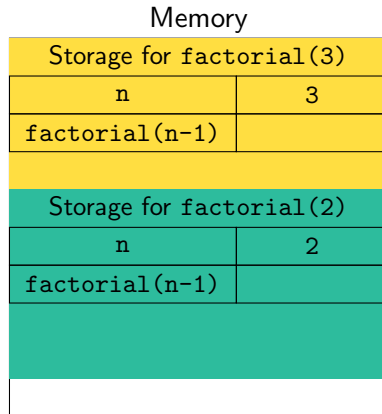 Memory
Storage for factorial(3)
n 3
factorial(n-1)
Storage for factorial(2)
n 2
factorial(n-1)